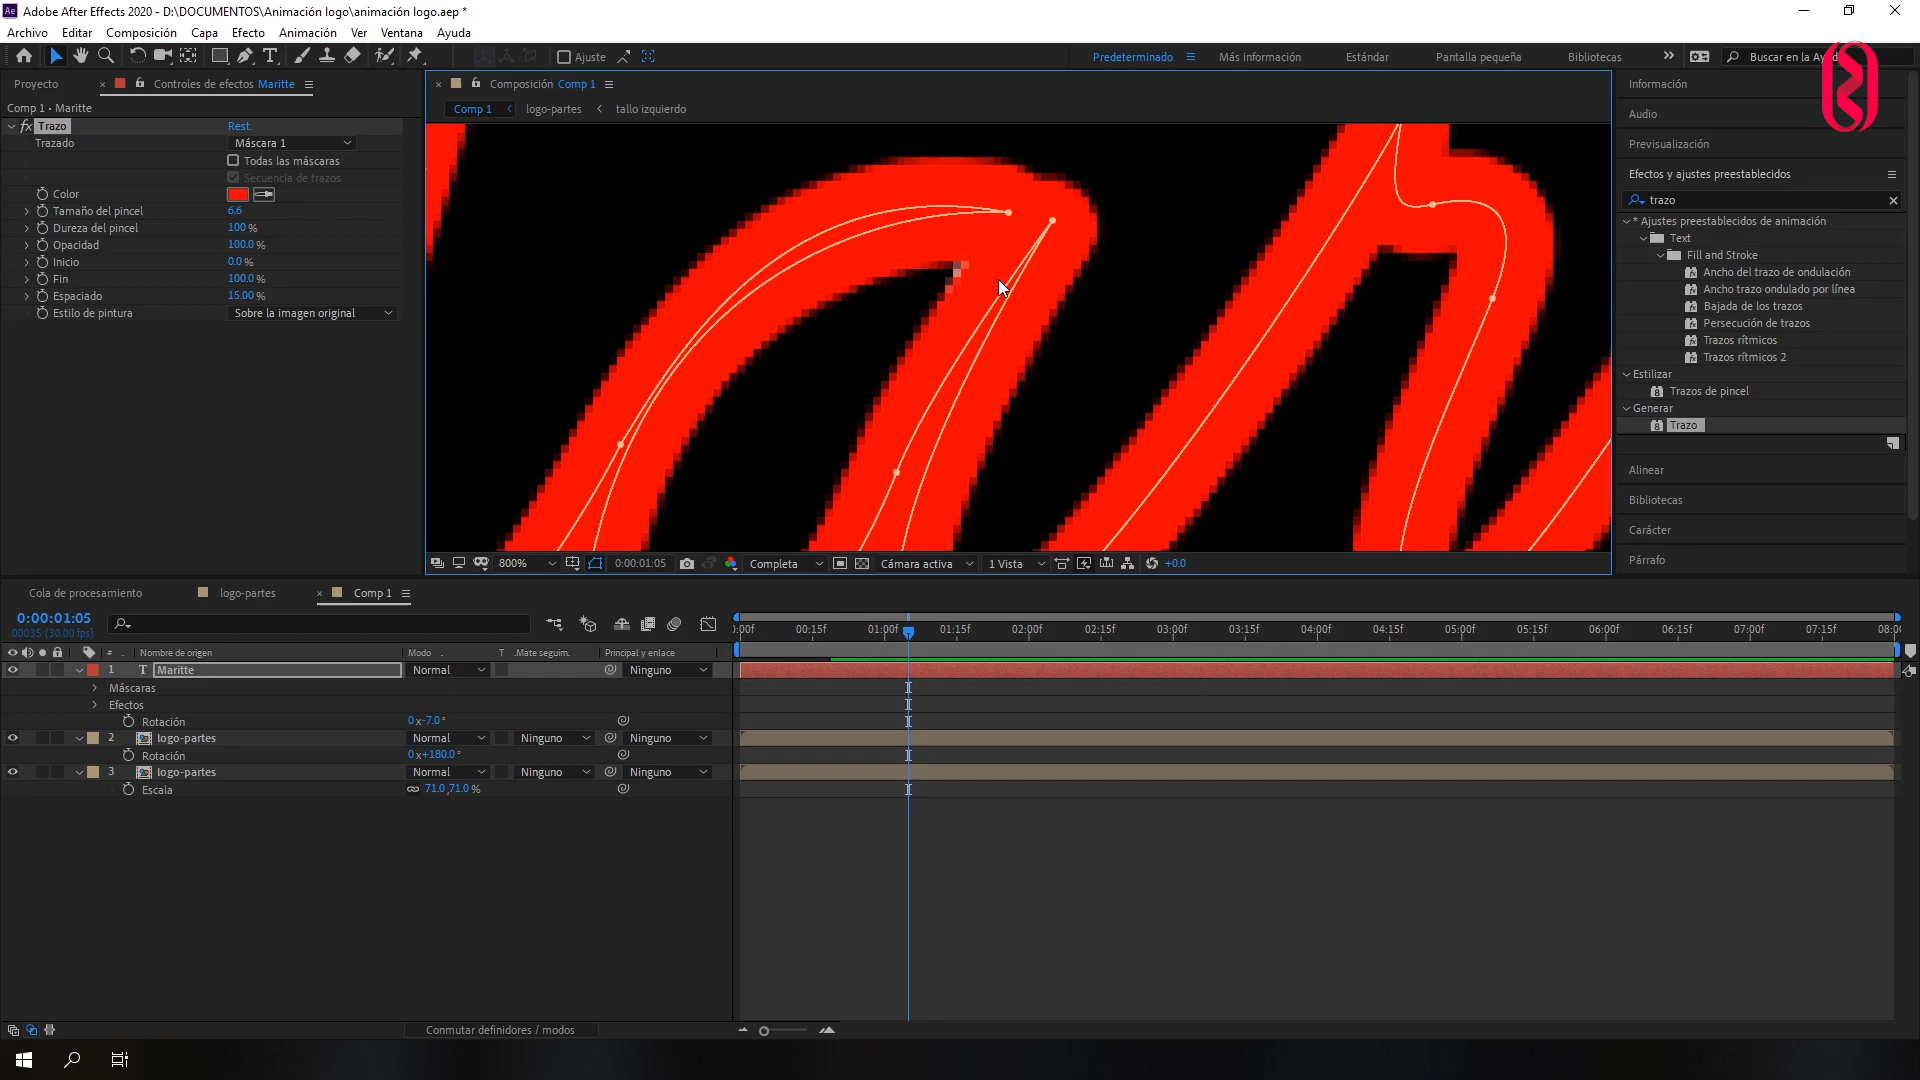 Adobe After Effects 2020 - D:\DOCUMENTOS\Animación logo\animación logo.aep *
Archivo Editar Composición Capa Efecto Animación Ver Ventana Ayuda
Ajuste Predeterminado Más información Estándar Pantalla pequeña Bibliotecas
Proyecto Controles de efectos Maritte
Composición Comp 1
Comp 1 logo-partes tallo izquierdo
Comp 1 • Maritte
fx Trazo Rest.
Trazado Máscara 1
Todas las máscaras
Secuencia de trazos
Color
Tamaño del pincel 6.6
Dureza del pincel 100 %
Opacidad 100.0 %
Inicio 0.0 %
Fin 100.0 %
Espaciado 15.00 %
Estilo de pintura Sobre la imagen original
Información
Audio
Previsualización
Efectos y ajustes preestablecidos
trazo
* Ajustes preestablecidos de animación
Text
Fill and Stroke
Ancho del trazo de ondulación
Ancho trazo ondulado por línea
Bajada de los trazos
Persecución de trazos
Trazos rítmicos
Trazos rítmicos 2
Estilizar
Trazos de pincel
Generar
Trazo
Alinear
Bibliotecas
Carácter
Párrafo
800% 0:00:01:05 Completa Cámara activa 1 Vista +0.0
Cola de procesamiento logo-partes Comp 1
0:00:01:05
00035 (30.00 fps)
:00f 00:15f 01:00f 01:15f 02:00f 02:15f 03:00f 03:15f 04:00f 04:15f 05:00f 05:15f 06:00f 06:15f 07:00f 07:15f 08:00
# Nombre de origen Modo T .Mate seguim. Principal y enlace
1 T Maritte Normal Ninguno
Máscaras
Efectos
Rotación 0 x-7.0 °
2 logo-partes Normal Ninguno Ninguno
Rotación 0 x+180.0 °
3 logo-partes Normal Ninguno Ninguno
Escala 71.0 ,71.0 %
Conmutar definidores / modos